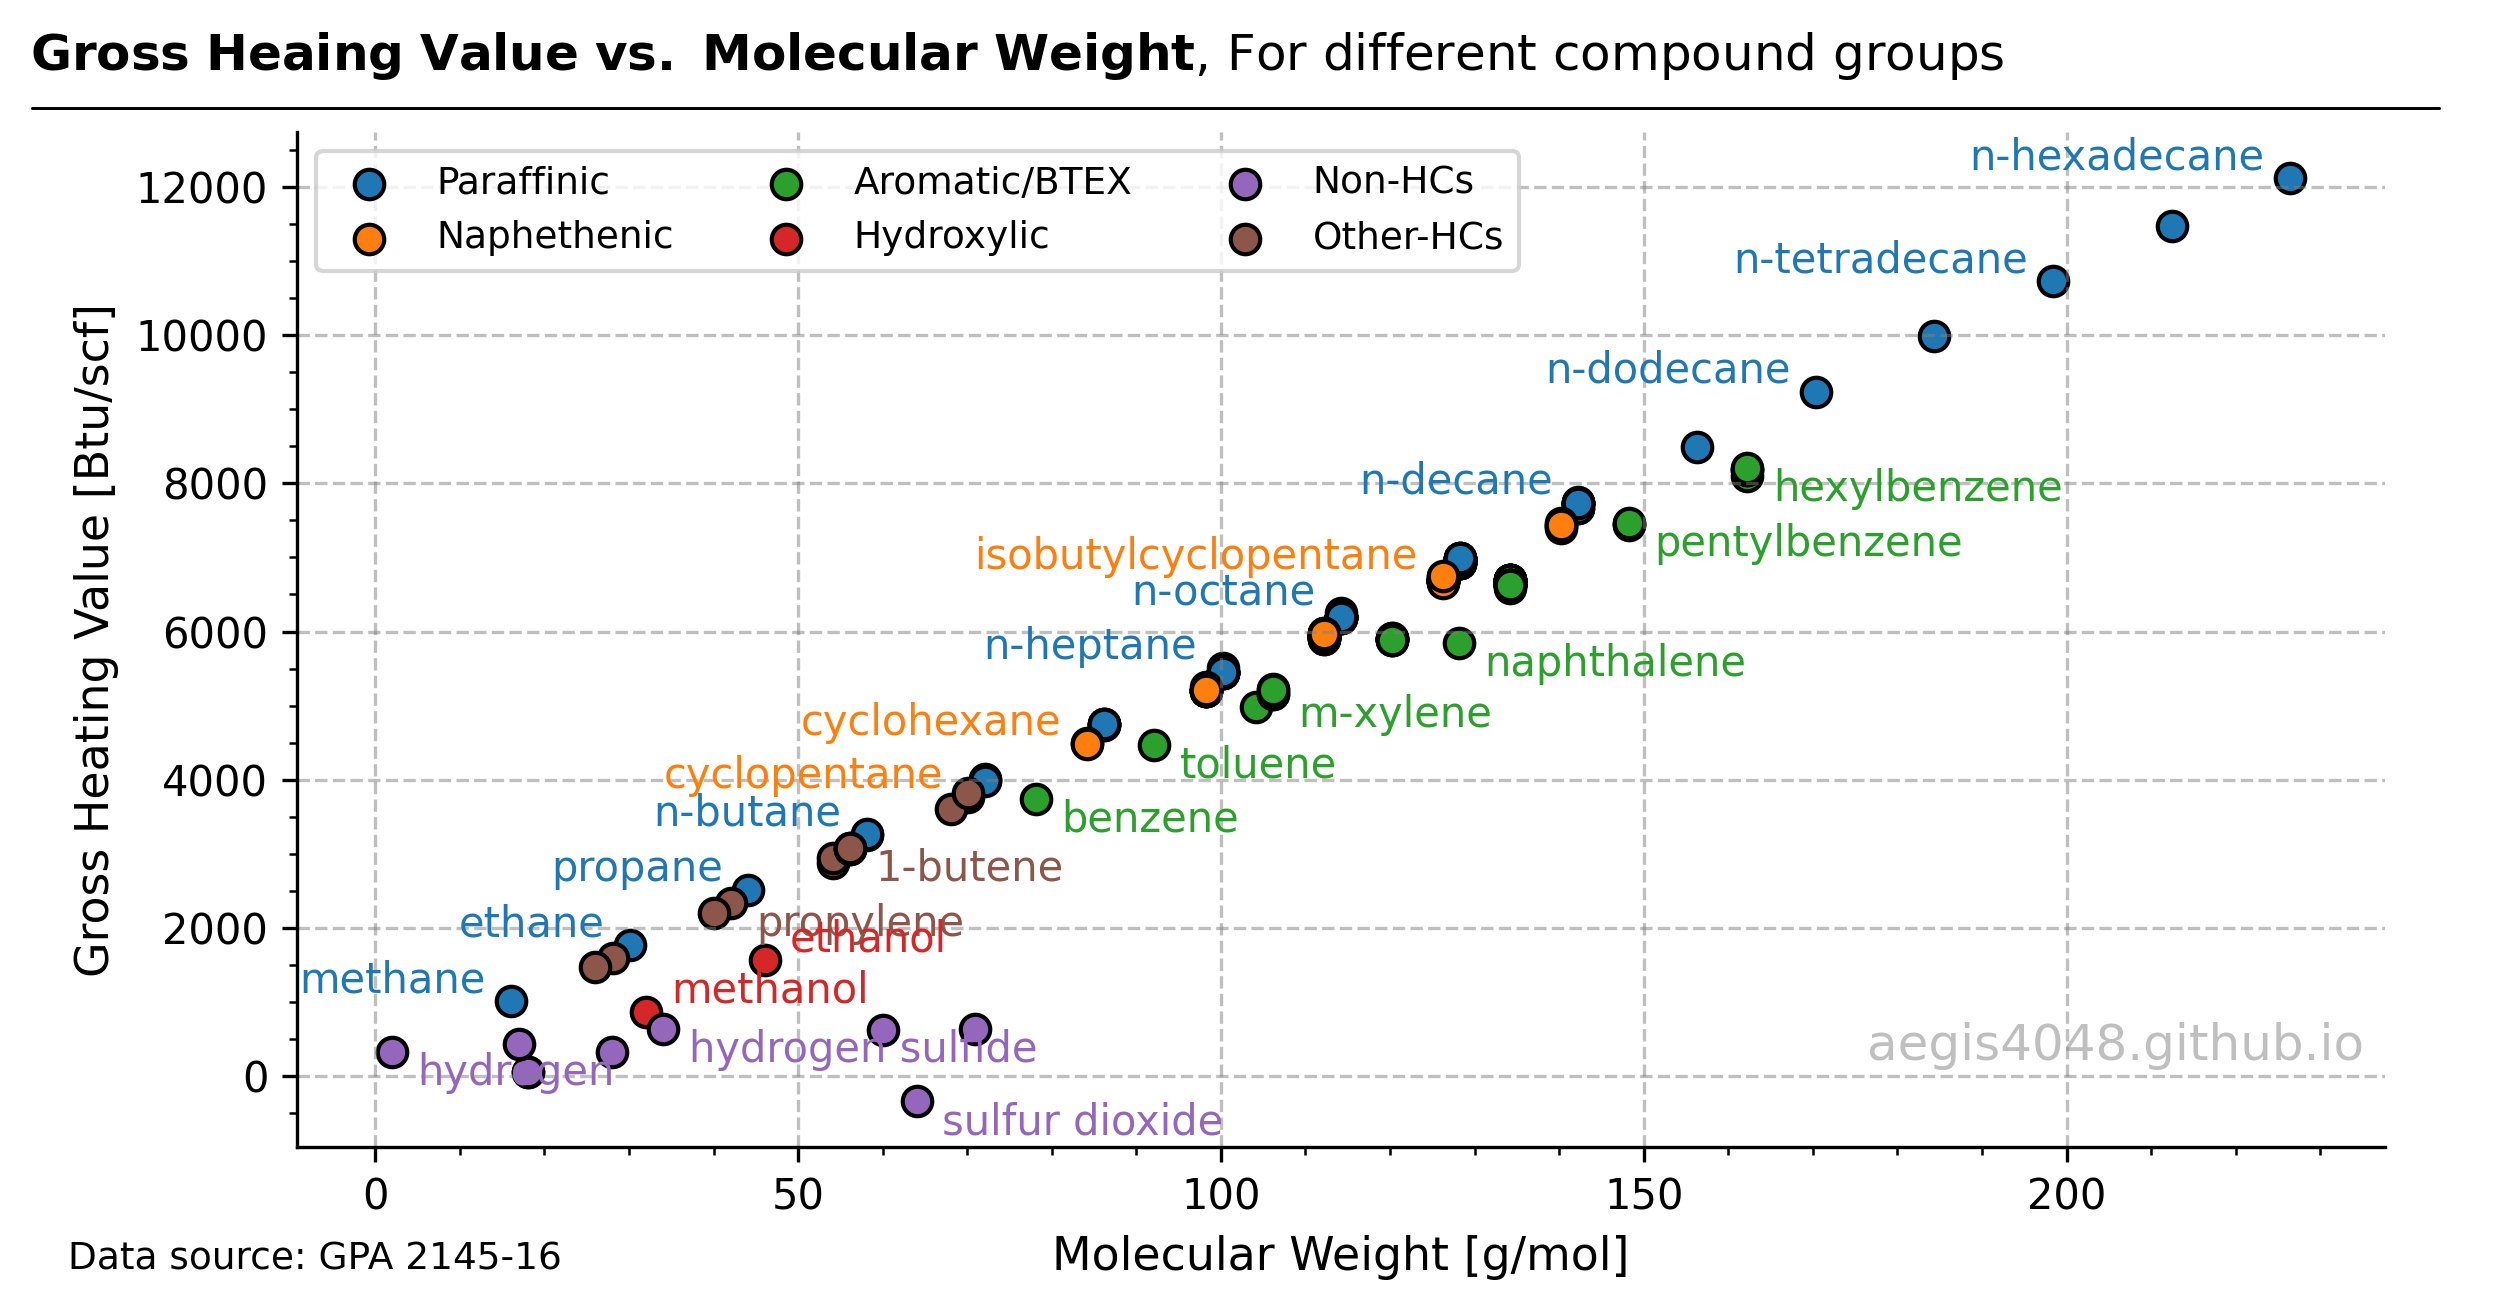 Gross Heaing Value vs. Molecular Weight, For different compound groups
Paraffinic
Naphethenic
Aromatic/BTEX
Hydroxylic
Non-HCs
Other-HCs
Gross Heating Value [Btu/scf]
12000
10000
8000
6000
4000
2000
0
n-hexadecane
n-tetradecane
n-dodecane
n-decane
hexylbenzene
pentylbenzene
isobutylcyclopentane
n-octane
n-heptane
naphthalene
m-xylene
cyclohexane
toluene
cyclopentane
n-butane
benzene
1-butene
propane
propylene
ethane
ethanol
methane
methanol
hydrogen sulfide
hydrogen
sulfur dioxide
aegis4048.github.io
0
50
100
150
200
Molecular Weight [g/mol]
Data source: GPA 2145-16